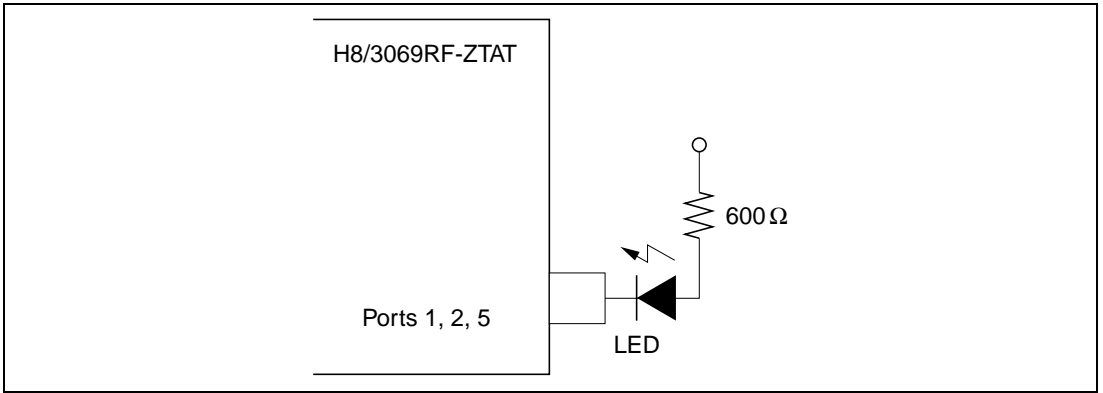 H8/3069RF-ZTAT
600 Ω
Ports 1, 2, 5
LED